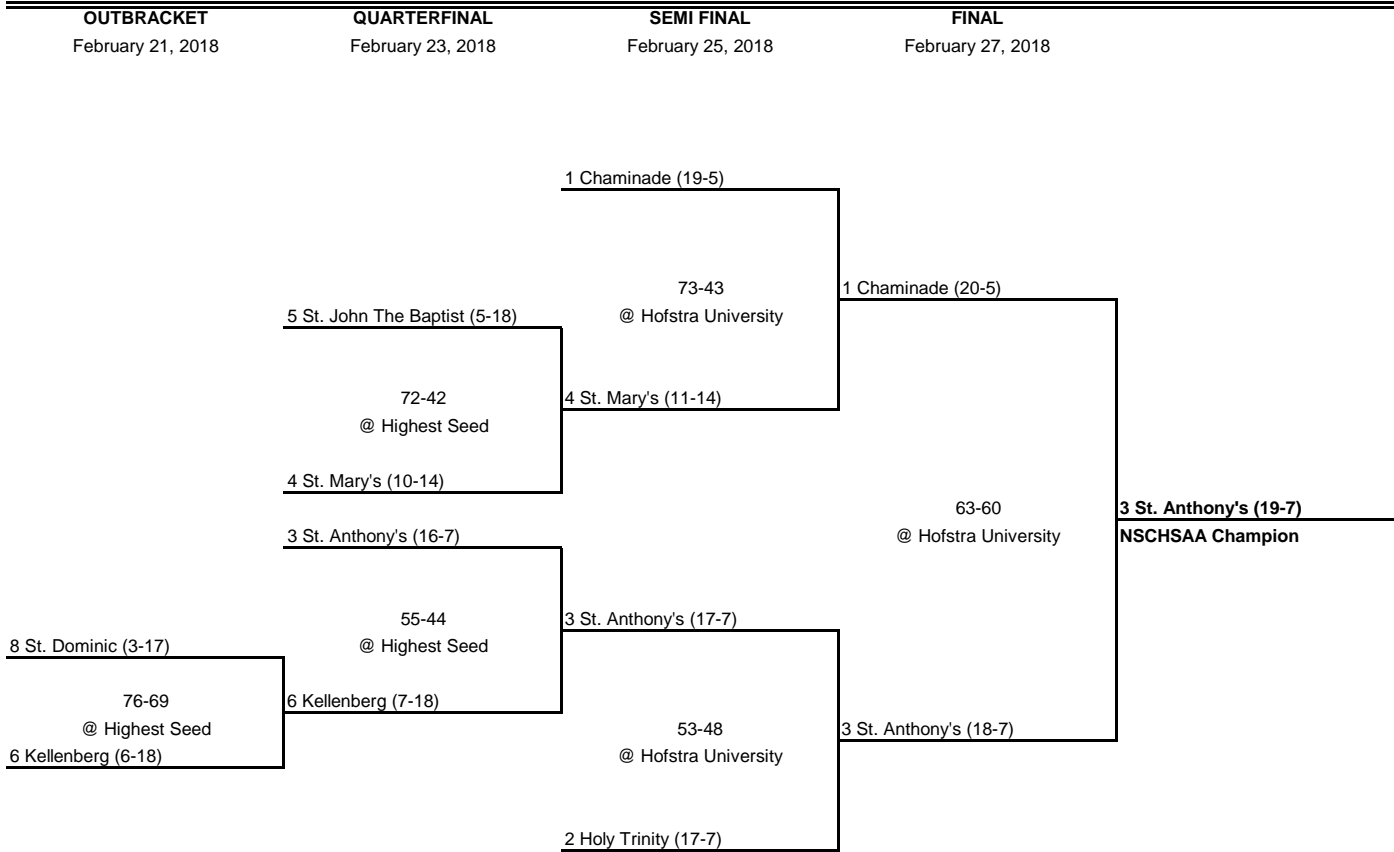 OUTBRACKET QUARTERFINAL SEMI FINAL FINAL
February 21, 2018 February 23, 2018 February 25, 2018 February 27, 2018
1 Chaminade (19-5)
73-43 1 Chaminade (20-5)
5 St. John The Baptist (5-18) @ Hofstra University
72-42 4 St. Mary's (11-14)
@ Highest Seed
4 St. Mary's (10-14)
63-60 3 St. Anthony's (19-7)
3 St. Anthony's (16-7) @ Hofstra University NSCHSAA Champion
55-44 3 St. Anthony's (17-7)
8 St. Dominic (3-17) @ Highest Seed
76-69 6 Kellenberg (7-18)
@ Highest Seed 53-48 3 St. Anthony's (18-7)
6 Kellenberg (6-18) @ Hofstra University
2 Holy Trinity (17-7)